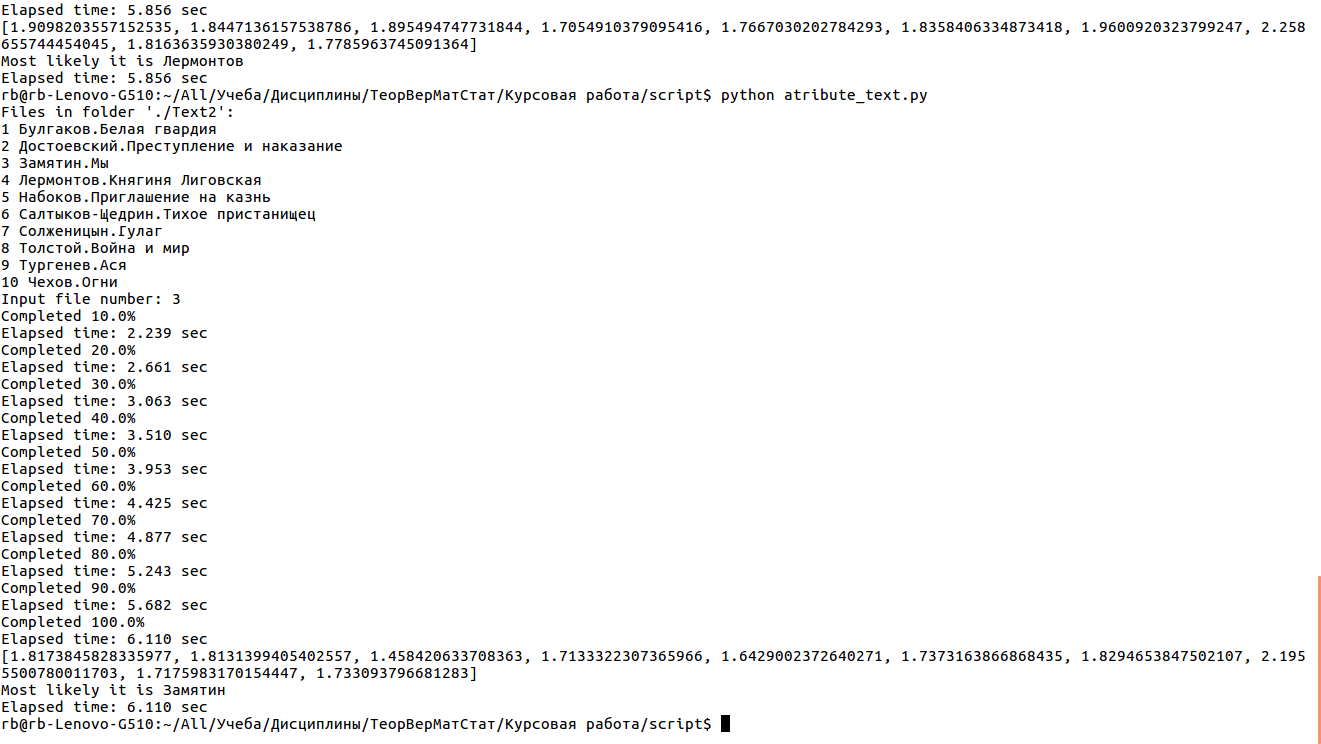 Elapsed time: 5.856 sec
[1.9098203557152535, 1.8447136157538786, 1.895494747731844, 1.7054910379095416, 1.7667030202784293, 1.8358406334873418, 1.9600920323799247, 2.258
655744454045, 1.8163635930380249, 1.7785963745091364]
Most likely it is Лермонтов
Elapsed time: 5.856 sec
rb@rb-Lenovo-G510:~/All/Учеба/Дисциплины/ТеорВерМатСтат/Курсовая работа/script$ python atribute_text.py
Files in folder './Text2':
1 Булгаков.Белая гвардия
2 Достоевский.Преступление и наказание
3 Замятин.Мы
4 Лермонтов.Княгиня Лиговская
5 Набоков.Приглашение на казнь
6 Салтыков-Щедрин.Тихое пристанищец
7 Солженицын.Гулаг
8 Толстой.Война и мир
9 Тургенев.Ася
10 Чехов.Огни
Input file number: 3
Completed 10.0%
Elapsed time: 2.239 sec
Completed 20.0%
Elapsed time: 2.661 sec
Completed 30.0%
Elapsed time: 3.063 sec
Completed 40.0%
Elapsed time: 3.510 sec
Completed 50.0%
Elapsed time: 3.953 sec
Completed 60.0%
Elapsed time: 4.425 sec
Completed 70.0%
Elapsed time: 4.877 sec
Completed 80.0%
Elapsed time: 5.243 sec
Completed 90.0%
Elapsed time: 5.682 sec
Completed 100.0%
Elapsed time: 6.110 sec
[1.8173845828335977, 1.8131399405402557, 1.458420633708363, 1.7133322307365966, 1.6429002372640271, 1.7373163866868435, 1.8294653847502107, 2.195
5500780011703, 1.7175983170154447, 1.733093796681283]
Most likely it is Замятин
Elapsed time: 6.110 sec
rb@rb-Lenovo-G510:~/All/Учеба/Дисциплины/ТеорВерМатСтат/Курсовая работа/script$